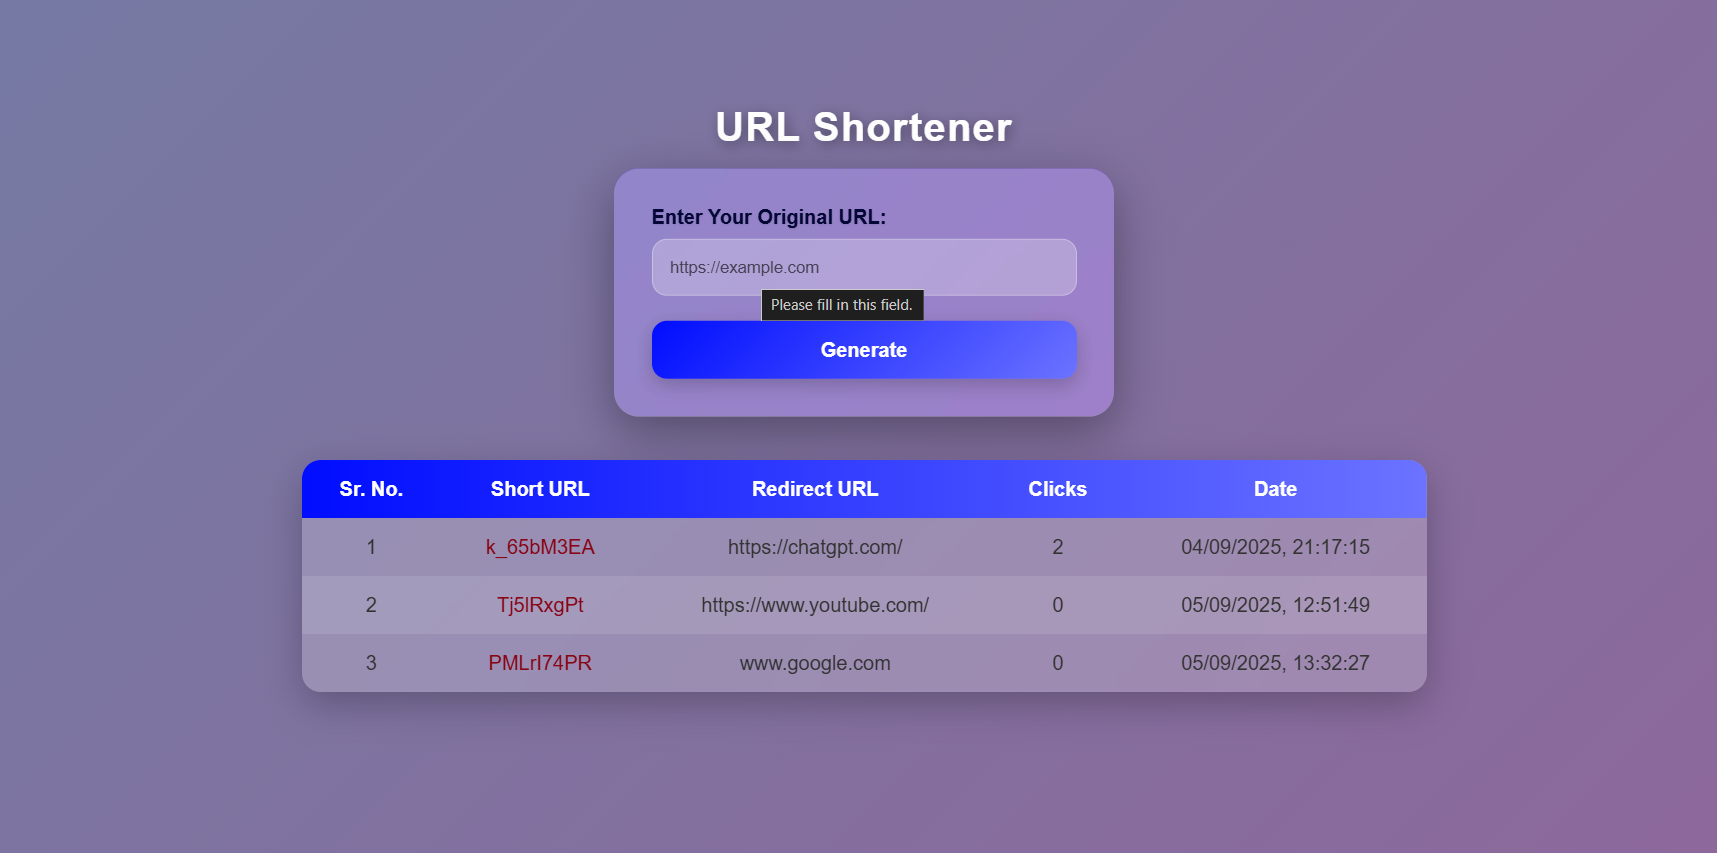 URL Shortener
Enter Your Original URL:
https://example.com
Please fill in this field.
Generate
Sr. No. Short URL Redirect URL Clicks Date
1 k_65bM3EA https://chatgpt.com/ 2 04/09/2025, 21:17:15
2 Tj5lRxgPt https://www.youtube.com/ 0 05/09/2025, 12:51:49
3 PMLrI74PR www.google.com 0 05/09/2025, 13:32:27